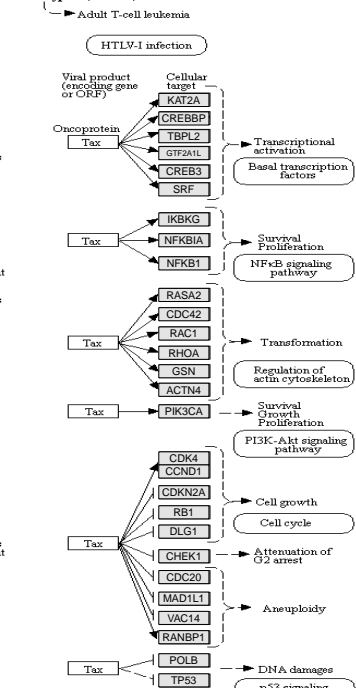 Adult T-cell leukemia
HTLV-I infection
Viral product
(encoding gene
or ORF)
Cellular
target
Oncoprotein
Tax
KAT2A
CREBBP
TBPL2
GTF2A1L
CREB3
SRF
Transcriptional
activation
Basal transcription
factors
Tax
IKBKG
NFKBIA
NFKB1
Survival
Proliferation
NFκB signaling
pathway
Tax
RASA2
CDC42
RAC1
RHOA
GSN
ACTN4
Transformation
Regulation of
actin cytoskeleton
Tax
PIK3CA
Survival
Growth
Proliferation
PI3K-Akt signaling
pathway
Tax
CDK4
CCND1
CDKN2A
RB1
DLG1
CHEK1
CDC20
MAD1L1
VAC14
RANBP1
Cell growth
Cell cycle
Attenuation of
G2 arrest
Aneuploidy
Tax
POLB
TP53
DNA damages
p53 signaling